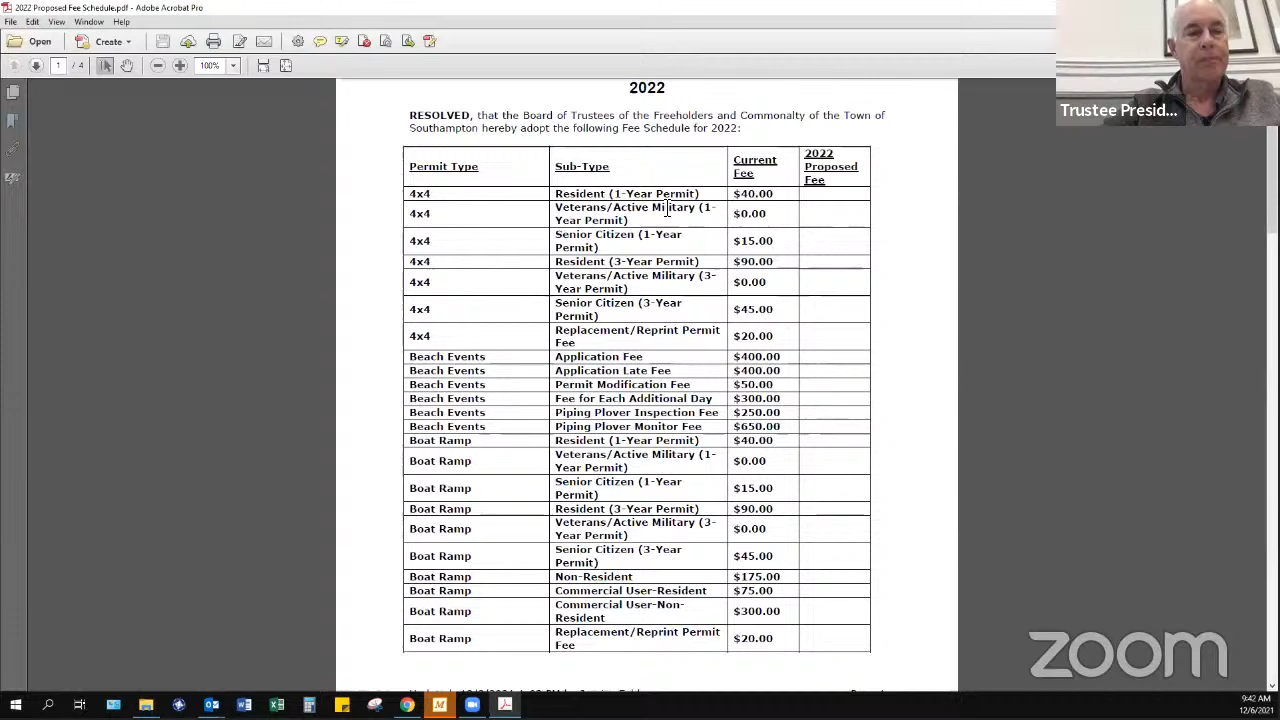 2022 Proposed Fee Schedule.pdf - Adobe Acrobat Pro
File Edit View Window Help
Open Create
1 / 4 100%
Trustee Presid...
2022
RESOLVED, that the Board of Trustees of the Freeholders and Commonalty of the Town of
Southampton hereby adopt the following Fee Schedule for 2022:
Permit Type Sub-Type Current Fee 2022 Proposed Fee
4x4 Resident (1-Year Permit) $40.00
4x4 Veterans/Active Military (1-
Year Permit) $0.00
4x4 Senior Citizen (1-Year
Permit) $15.00
4x4 Resident (3-Year Permit) $90.00
4x4 Veterans/Active Military (3-
Year Permit) $0.00
4x4 Senior Citizen (3-Year
Permit) $45.00
4x4 Replacement/Reprint Permit
Fee $20.00
Beach Events Application Fee $400.00
Beach Events Application Late Fee $400.00
Beach Events Permit Modification Fee $50.00
Beach Events Fee for Each Additional Day $300.00
Beach Events Piping Plover Inspection Fee $250.00
Beach Events Piping Plover Monitor Fee $650.00
Boat Ramp Resident (1-Year Permit) $40.00
Boat Ramp Veterans/Active Military (1-
Year Permit) $0.00
Boat Ramp Senior Citizen (1-Year
Permit) $15.00
Boat Ramp Resident (3-Year Permit) $90.00
Boat Ramp Veterans/Active Military (3-
Year Permit) $0.00
Boat Ramp Senior Citizen (3-Year
Permit) $45.00
Boat Ramp Non-Resident $175.00
Boat Ramp Commercial User-Resident $75.00
Boat Ramp Commercial User-Non-
Resident $300.00
Boat Ramp Replacement/Reprint Permit
Fee $20.00
zoom
9:42 AM
12/6/2021